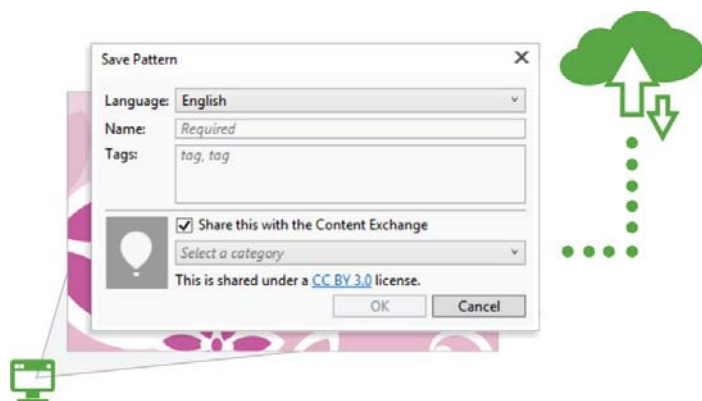 Save Pattern
Language: English
Name: Required
Tags: tag, tag
Share this with the Content Exchange
Select a category
This is shared under a CC BY 3.0 license.
OK Cancel